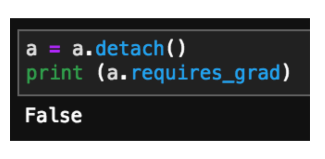 a = a.detach()
print (a.requires_grad)
False